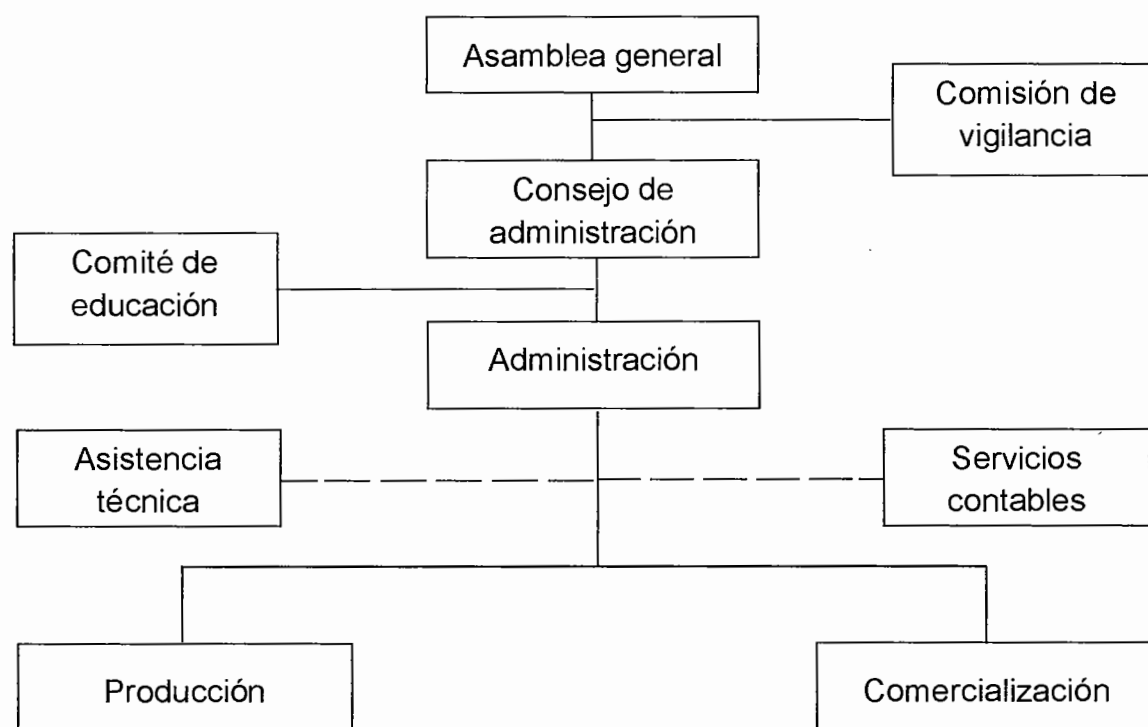 Asamblea general
Comisión de
vigilancia
Consejo de
administración
Comité de
educación
Administración
Asistencia
técnica
Servicios
contables
Producción
Comercialización